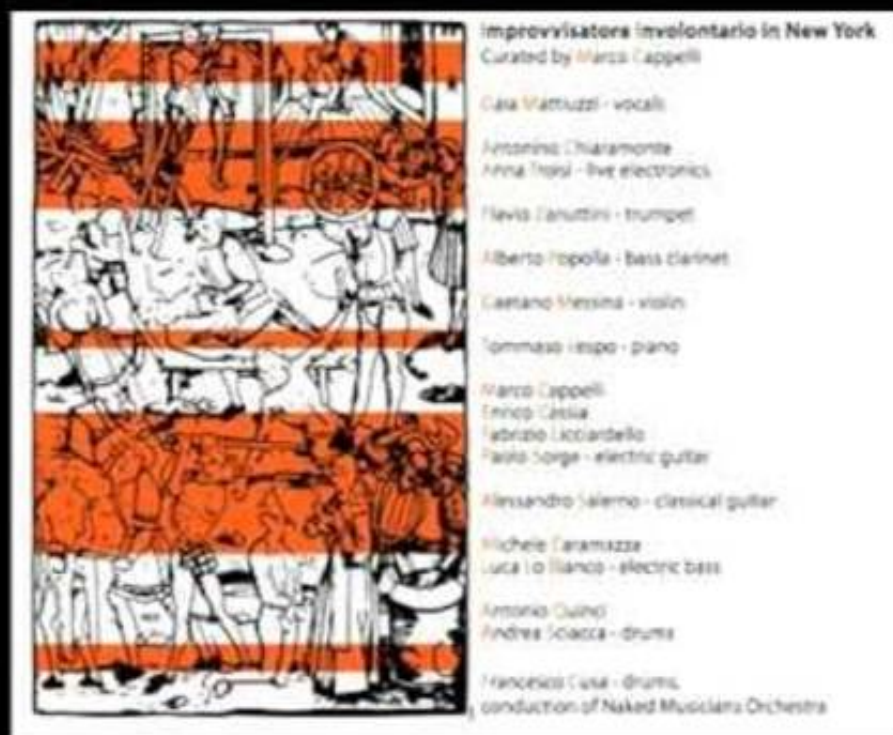 Improvvisatore Involontario in New York
Curated by Marco Cappelli
Gaia Mattiuzzi - vocals
Antonino Chiaramonte
Anna Troisi - live electronics
Flavio Zanuttini - trumpet
Alberto Popolla - bass clarinet
Gaetano Messina - violin
Tommaso Vespo - piano
Marco Cappelli
Enrico Cassia
Fabrizio Licciardello
Paolo Sorge - electric guitar
Alessandro Salerno - classical guitar
Michele Caramazza
Luca Lo Bianco - electric bass
Antonio Quinci
Andrea Sciacca - drums
Francesco Cusa - drums,
conduction of Naked Musicians Orchestra